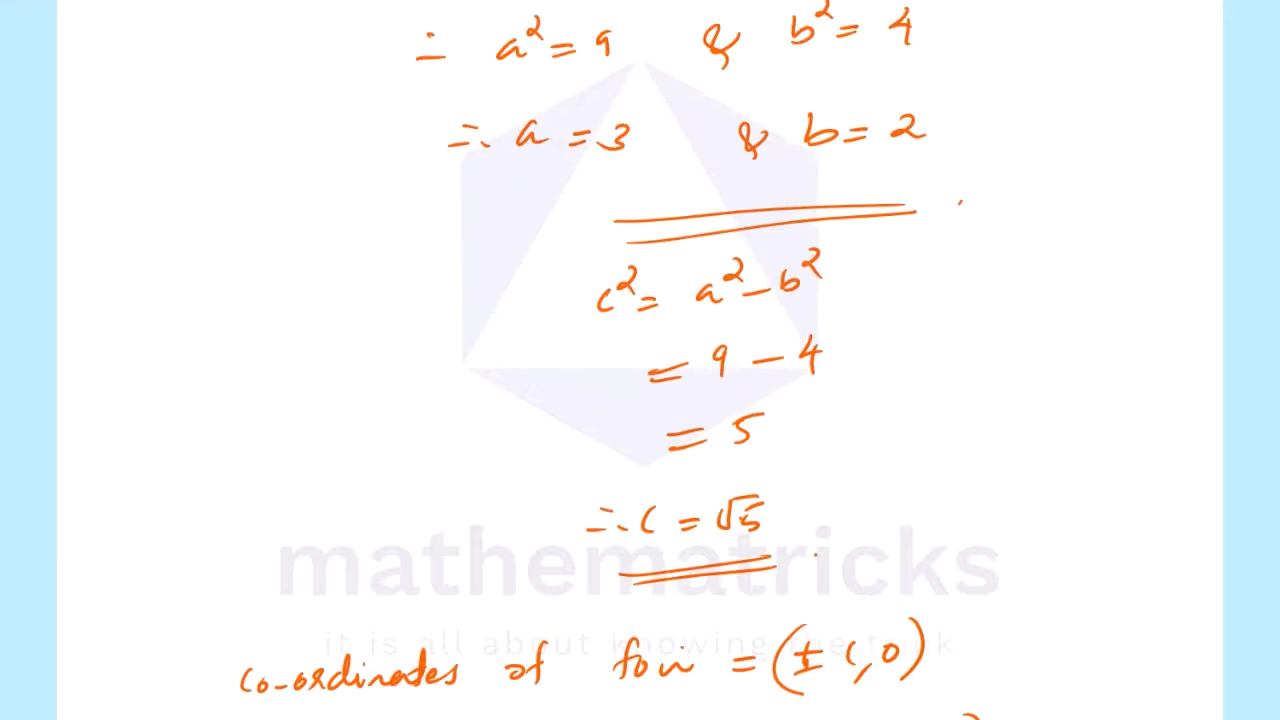 ∴ a² = 9 & b² = 4
∴ a = 3 & b = 2
c² = a² - b²
= 9 - 4
= 5
∴ c = √5
mathematricks
it is all about knowing the trick
co-ordinates of foci = (± c, 0)